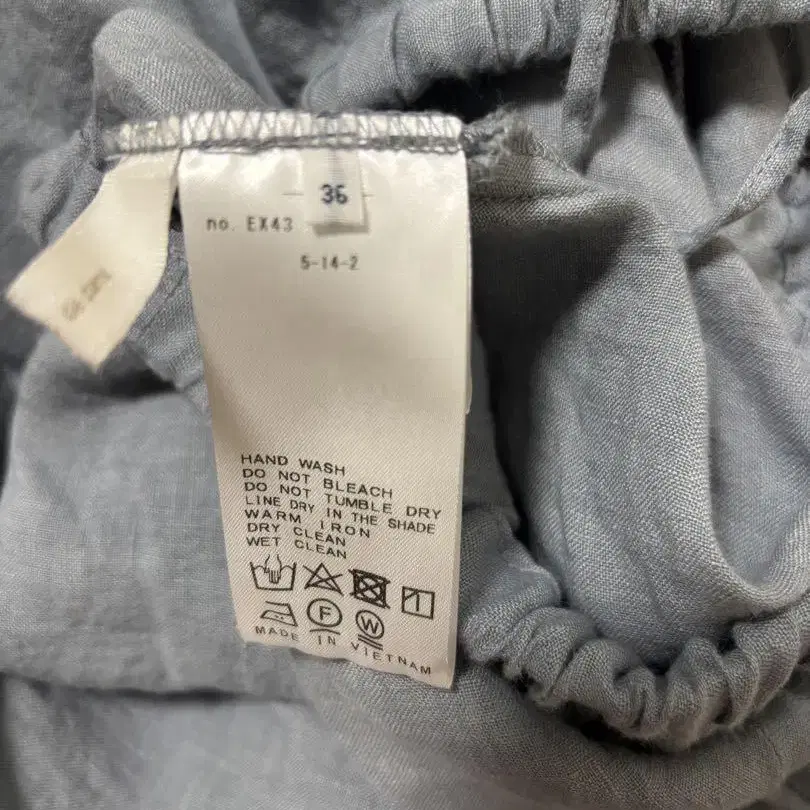 36
no. EX43
5-14-2
HAND WASH
DO NOT BLEACH
DO NOT TUMBLE DRY
LINE DRY IN THE SHADE
WARM IRON
DRY CLEAN
WET CLEAN
F
W
MADE IN VIETNAM